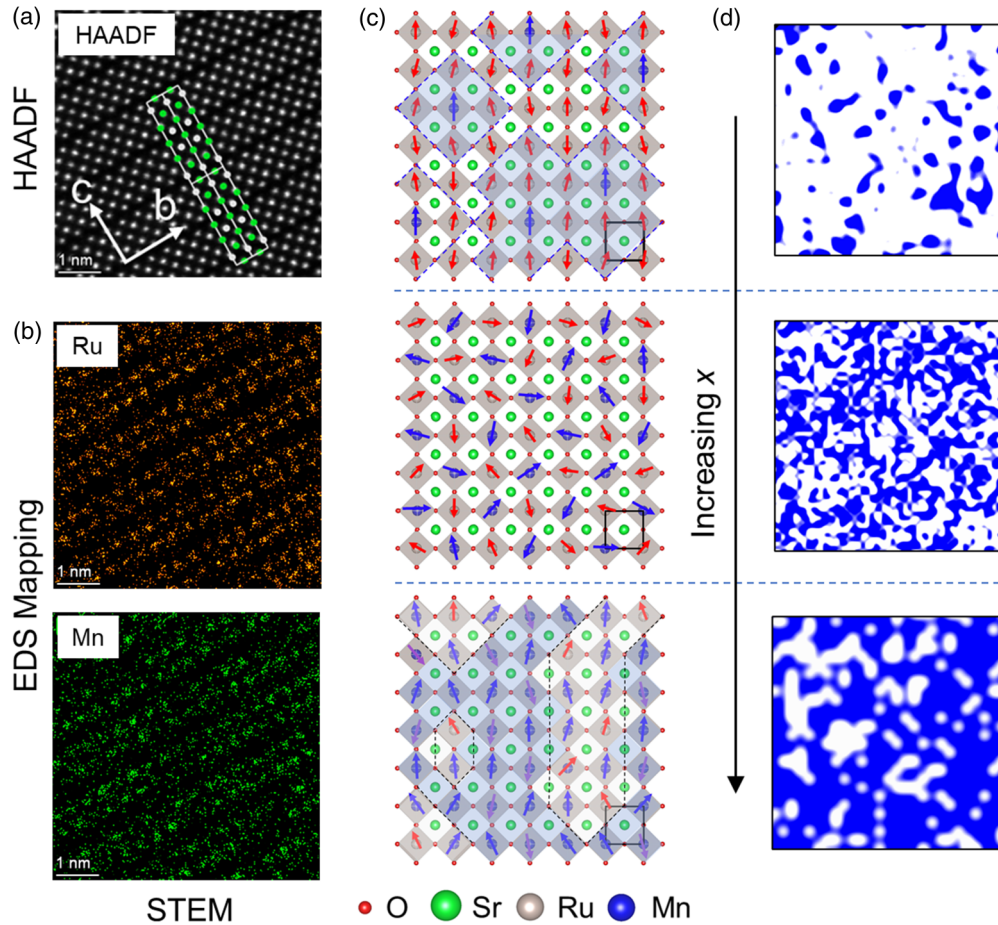 (a)
HAADF
HAADF
c
b
1 nm
(b)
EDS Mapping
Ru
1 nm
Mn
1 nm
STEM
(c)
Increasing x
(d)
O
Sr
Ru
Mn